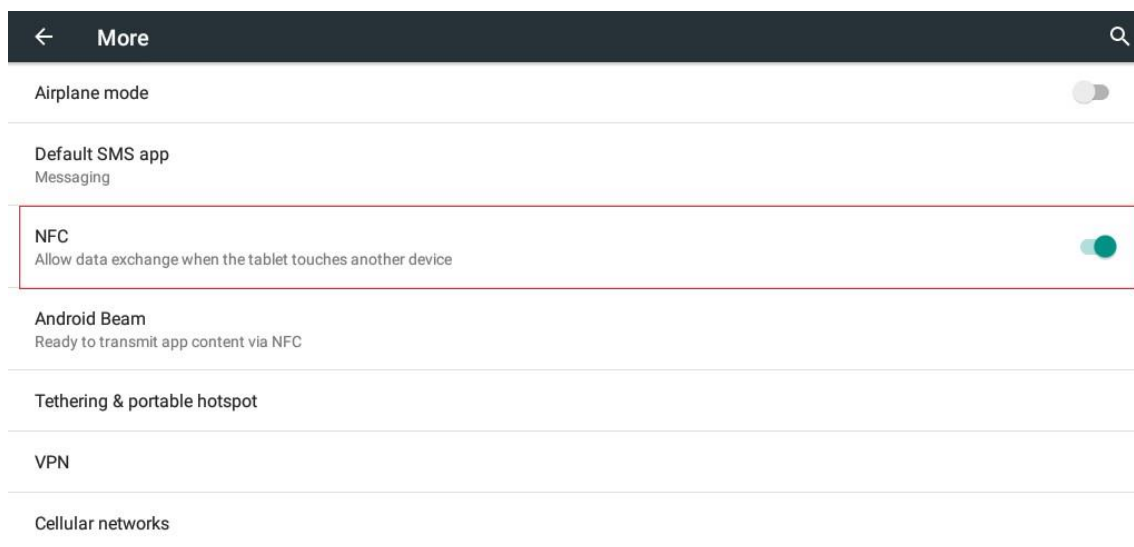 More
Airplane mode
Default SMS app
Messaging
NFC
Allow data exchange when the tablet touches another device
Android Beam
Ready to transmit app content via NFC
Tethering & portable hotspot
VPN
Cellular networks